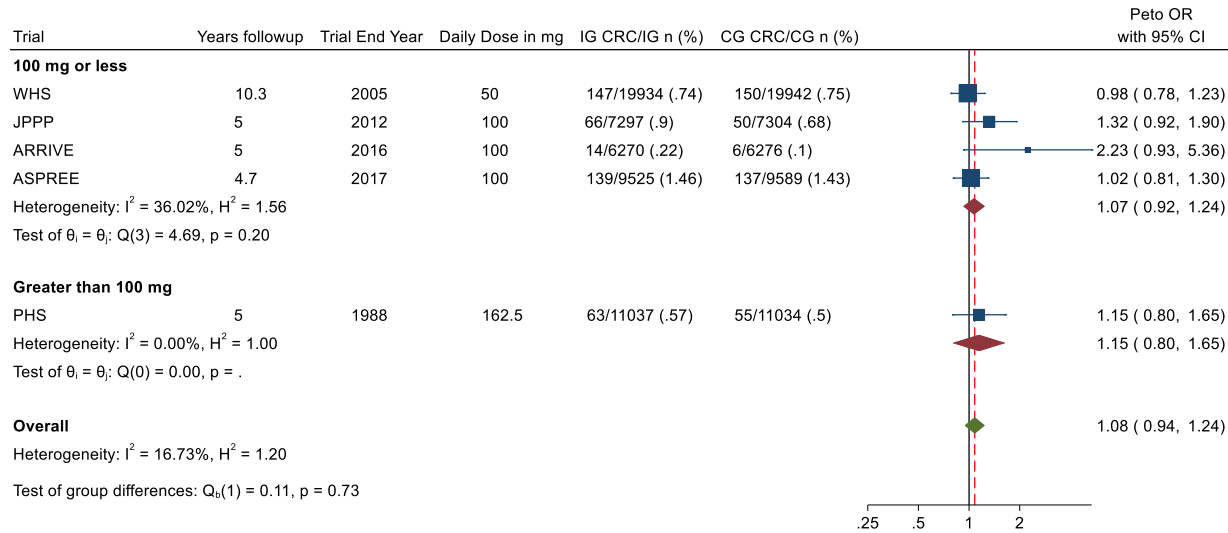 Peto OR
Trial Years followup Trial End Year Daily Dose in mg IG CRC/IG n (%) CG CRC/CG n (%) with 95% CI
100 mg or less
WHS 10.3 2005 50 147/19934 (.74) 150/19942 (.75) 0.98 ( 0.78, 1.23)
JPPP 5 2012 100 66/7297 (.9) 50/7304 (.68) 1.32 ( 0.92, 1.90)
ARRIVE 5 2016 100 14/6270 (.22) 6/6276 (.1) 2.23 ( 0.93, 5.36)
ASPREE 4.7 2017 100 139/9525 (1.46) 137/9589 (1.43) 1.02 ( 0.81, 1.30)
Heterogeneity: I² = 36.02%, H² = 1.56 1.07 ( 0.92, 1.24)
Test of θᵢ = θⱼ: Q(3) = 4.69, p = 0.20
Greater than 100 mg
PHS 5 1988 162.5 63/11037 (.57) 55/11034 (.5) 1.15 ( 0.80, 1.65)
Heterogeneity: I² = 0.00%, H² = 1.00 1.15 ( 0.80, 1.65)
Test of θᵢ = θⱼ: Q(0) = 0.00, p = .
Overall 1.08 ( 0.94, 1.24)
Heterogeneity: I² = 16.73%, H² = 1.20
Test of group differences: Q_b(1) = 0.11, p = 0.73
.25 .5 1 2